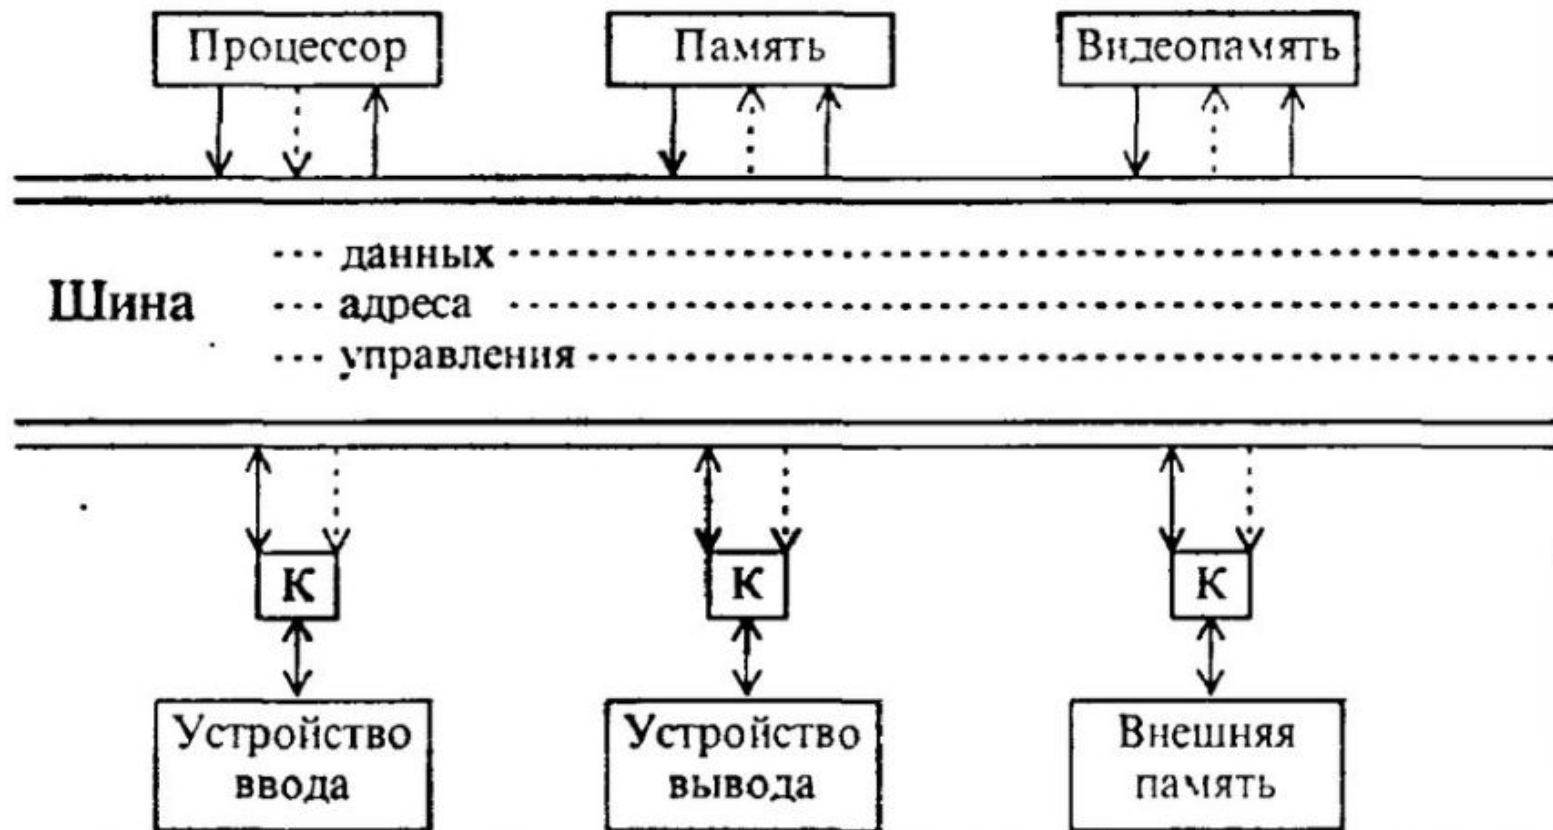 Процессор
Память
Видеопамять
Шина
данных
адреса
управления
К
К
К
Устройство
ввода
Устройство
вывода
Внешняя
память